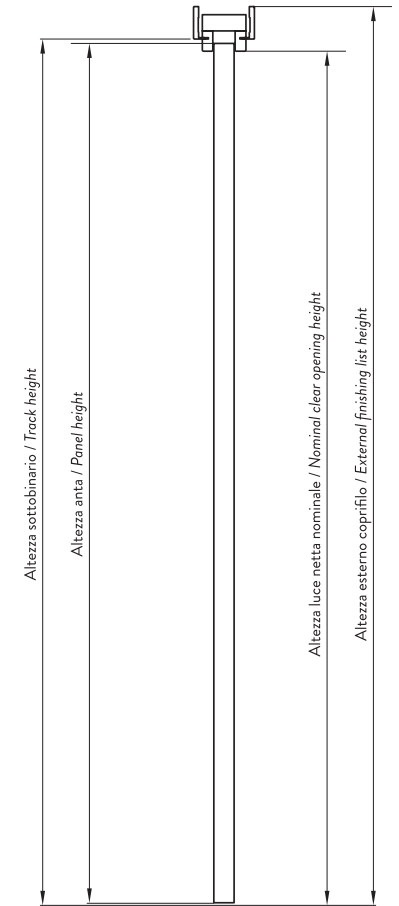 Altezza sottobinario / Track height
Altezza anta / Panel height
Altezza luce netta nominale / Nominal clear opening height
Altezza esterno coprifilo / External finishing list height